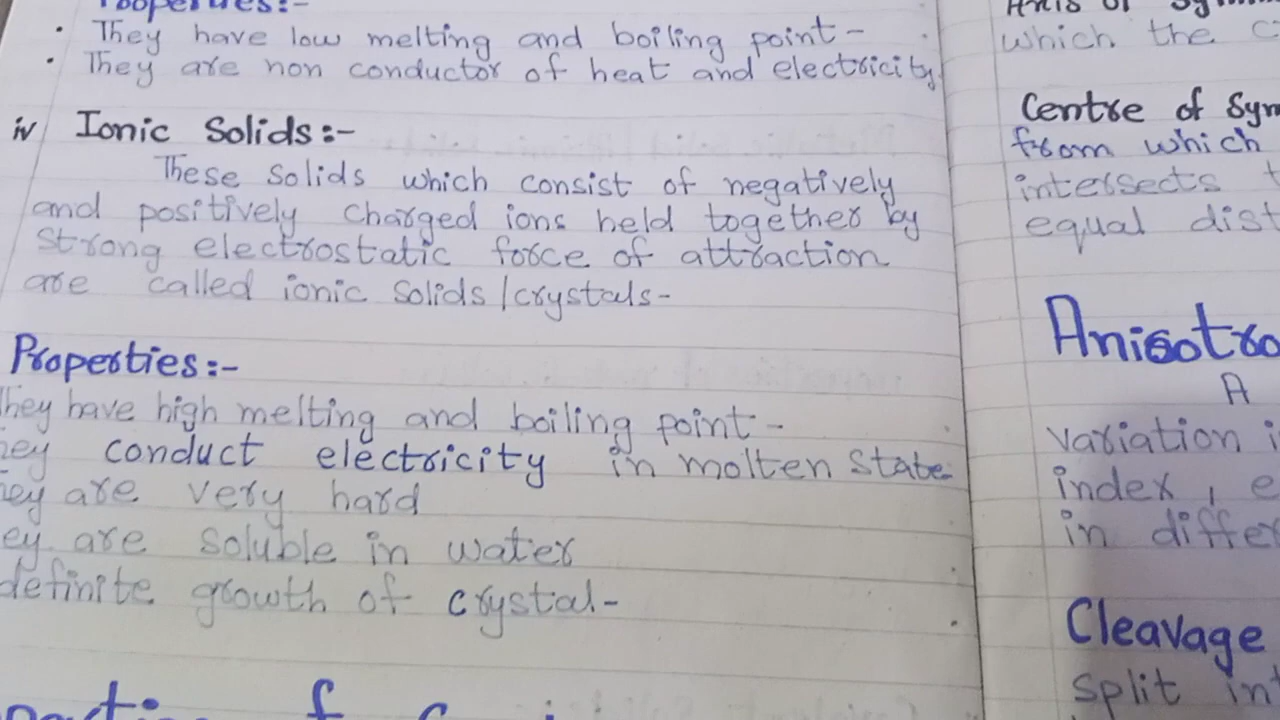 Properties:-
• They have low melting and boiling point-
• They are non conductor of heat and electricity
iv Ionic Solids:-
These solids which consist of negatively
and positively charged ions held together by
strong electrostatic force of attraction
are called ionic solids/crystals-
Properties:-
They have high melting and boiling point-
hey conduct electricity in molten state
hey are very hard
ey are soluble in water
definite growth of crystal-
which the c
Centre of Sym
from which
intersects t
equal dist
Anisotro
A
variation i
index, e
in differ
Cleavage
split int